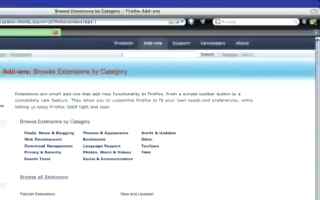 Browse Extensions by Category :: Firefox Add-ons
Products Add-ons Support Developers About
Add-ons: Browse Extensions by Category
Extensions are small add-ons that add new functionality to Firefox, from a simple toolbar button to a
completely new feature. They allow you to customize Firefox to fit your own needs and preferences, while
letting us keep Firefox itself light and lean.
Browse Extensions by Category
Feeds, News & Blogging Themes & Appearance Alerts & Updates
Web Development Bookmarks Other
Download Management Language Support Toolbars
Privacy & Security Photos, Music & Videos Tabs
Search Tools Social & Communication
Browse all Extensions
Popular Extensions New and Updated